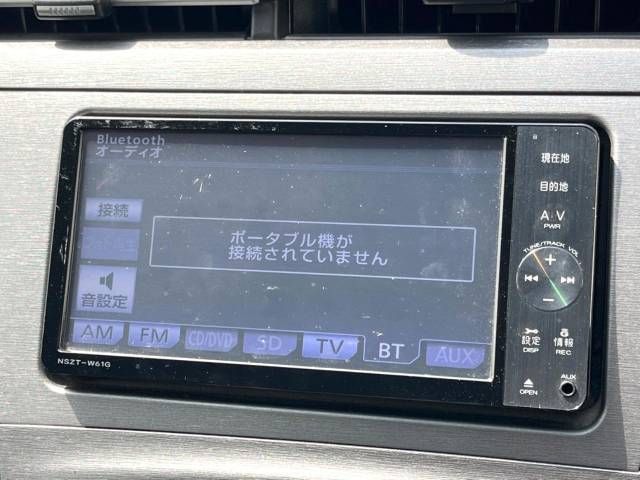 Bluetooth
オーディオ
接続
ポータブル機が
接続されていません
音設定
AM FM CD/DVD SD TV BT AUX
NSZT-W61G
現在地
目的地
A V
PWR
TUNE/TRACK VOL
設定 情報
DISP REC
AUX
OPEN